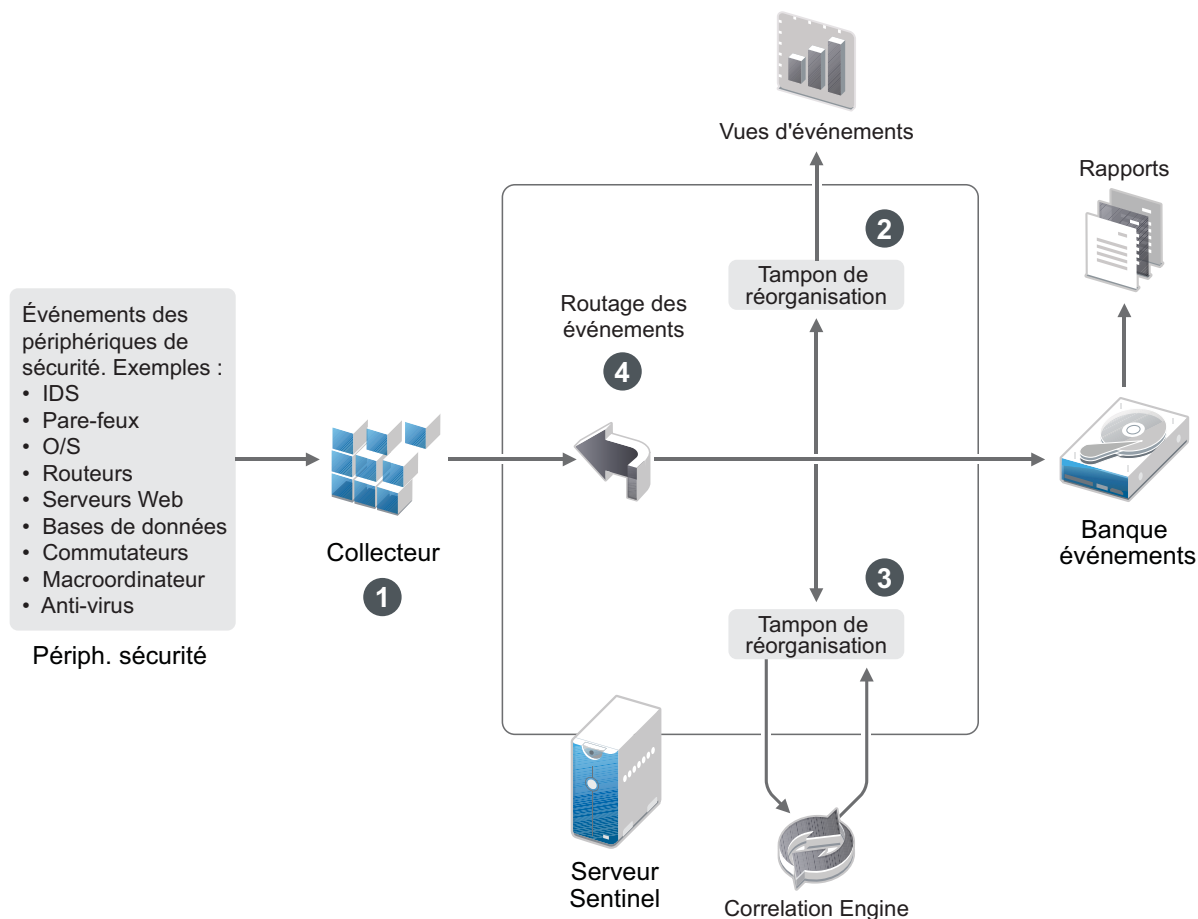 Vues d'événements
Rapports
2
Tampon de
réorganisation
Routage des
événements
4
Événements des
périphériques de
sécurité. Exemples :
• IDS
• Pare-feux
• O/S
• Routeurs
• Serveurs Web
• Bases de données
• Commutateurs
• Macroordinateur
• Anti-virus
Périph. sécurité
Collecteur
1
Banque
événements
3
Tampon de
réorganisation
Serveur
Sentinel
Correlation Engine